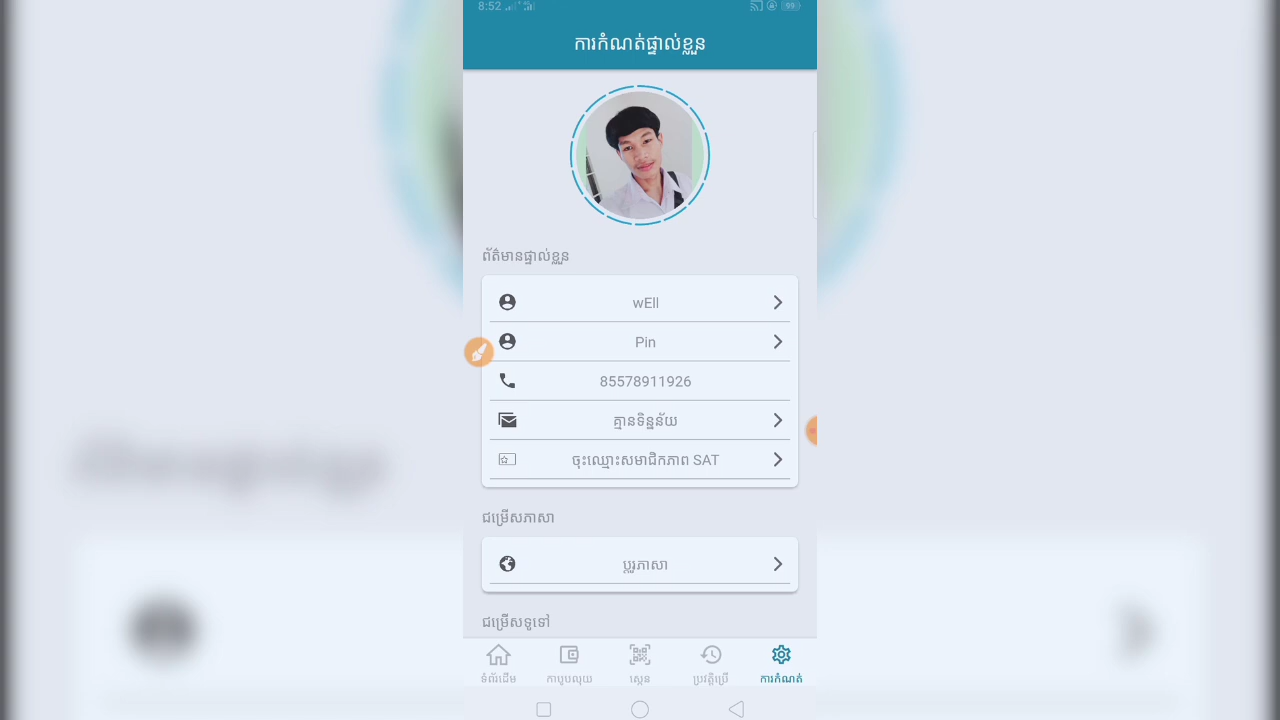 8:52
99
ការកំណត់ផ្ទាល់ខ្លួន
ព័ត៌មានផ្ទាល់ខ្លួន
wEll
Pin
85578911926
គ្មានទិន្នន័យ
ចុះឈ្មោះសមាជិកភាព SAT
ជម្រើសភាសា
ប្តូរភាសា
ជម្រើសទូទៅ
ទំព័រដើម
កាបូបលុយ
ស្កេន
ប្រវត្តិប្រើ
ការកំណត់